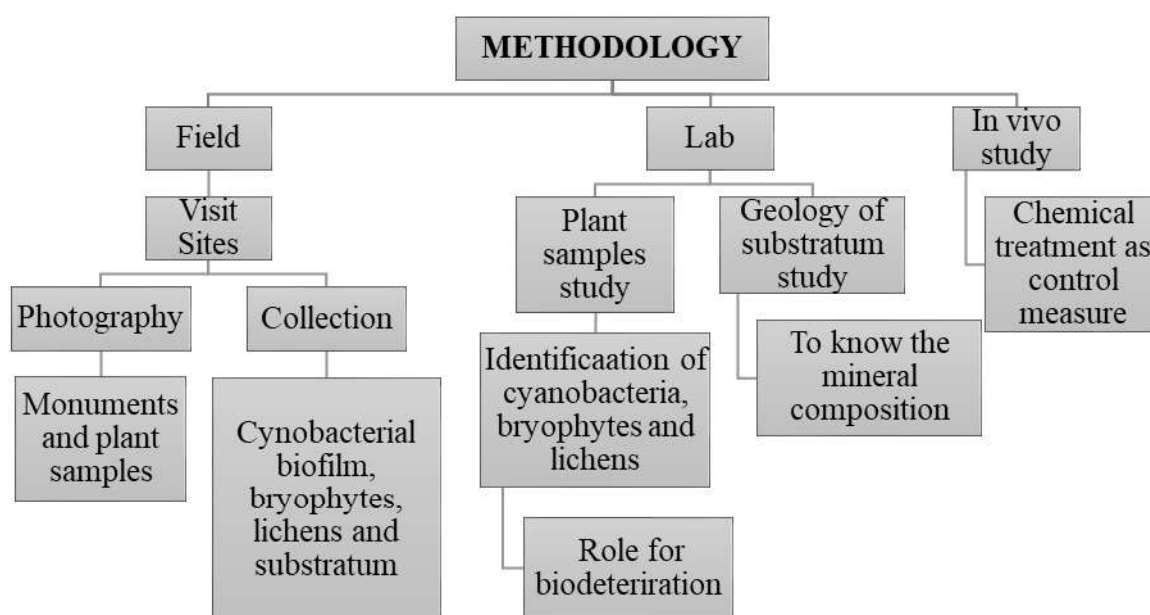 METHODOLOGY
Field
Visit
Sites
Photography
Monuments
and plant
samples
Collection
Cynobacterial
biofilm,
bryophytes,
lichens and
substratum
Lab
Plant
samples
study
Identificaation of
cyanobacteria,
bryophytes and
lichens
Role for
biodeteriration
Geology of
substratum
study
To know the
mineral
composition
In vivo
study
Chemical
treatment as
control
measure